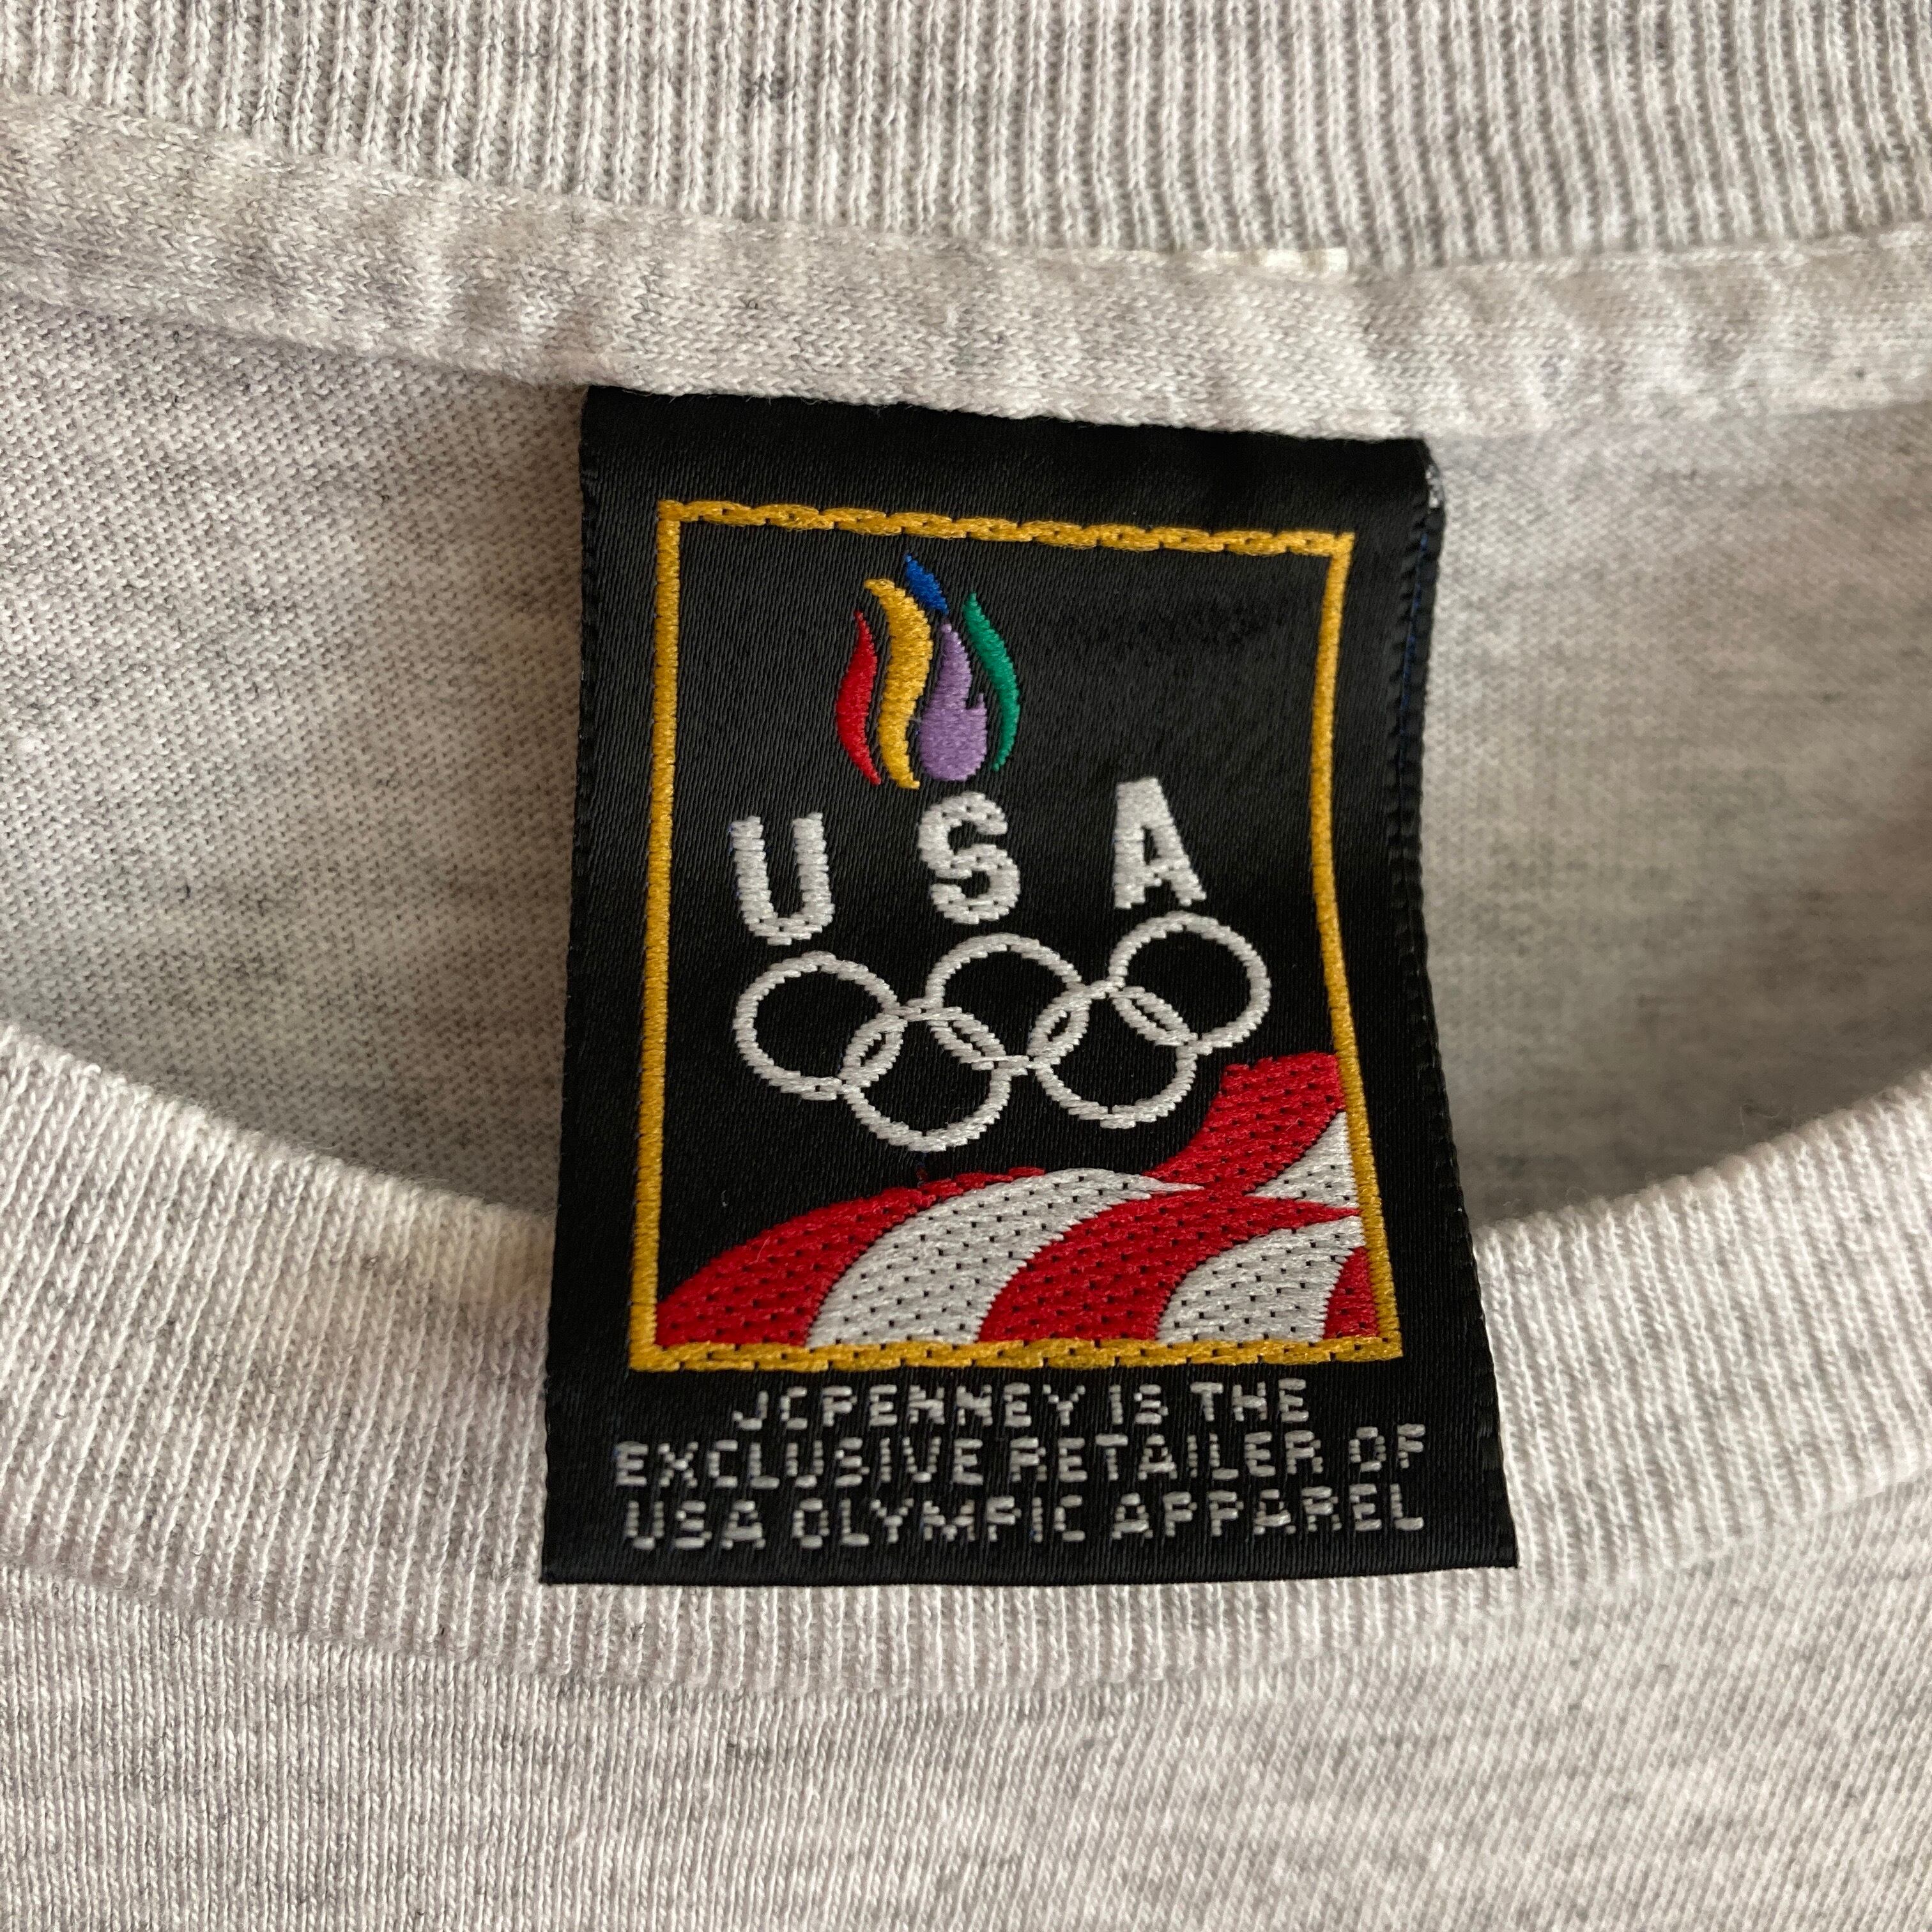 USA
JCPENNEY IS THE
EXCLUSIVE RETAILER OF
USA OLYMPIC APPAREL